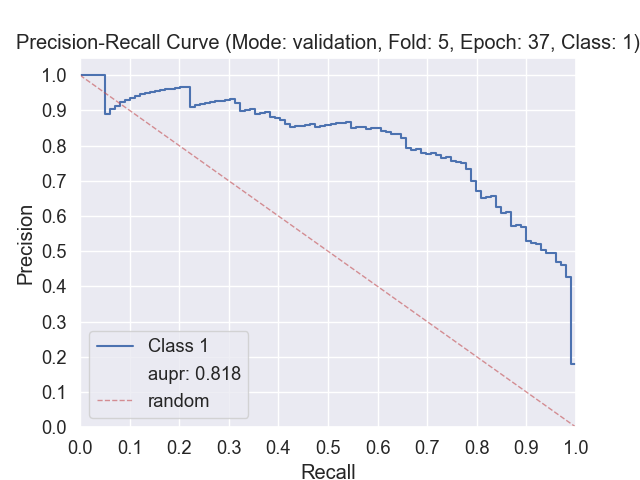 Precision-Recall Curve (Mode: validation, Fold: 5, Epoch: 37, Class: 1)
1.0
0.9
0.8
0.7
0.6
0.5
0.4
0.3
0.2
0.1
0.0
Precision
Class 1
aupr: 0.818
random
0.0 0.1 0.2 0.3 0.4 0.5 0.6 0.7 0.8 0.9 1.0
Recall